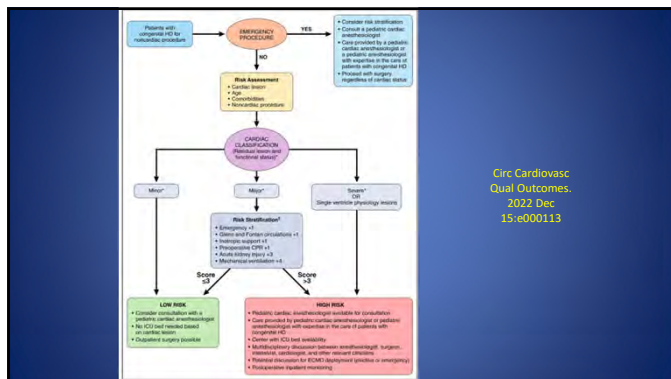 Patients with
congenital HD for
noncardiac procedure
EMERGENCY
PROCEDURE
YES
• Consider risk stratification
• Consult a pediatric cardiac
anesthesiologist
• Care provided by a pediatric
cardiac anesthesiologist or
a pediatric anesthesiologist
with expertise in the care of
patients with congenital HD
• Proceed with surgery,
regardless of cardiac status
NO
Risk Assessment
• Cardiac lesion
• Age
• Comorbidities
• Noncardiac procedure
CARDIAC
CLASSIFICATION
(Residual lesion and
functional status)*
Minor*
Major*
Severe*
OR
Single-ventricle physiology lesions
Risk Stratification
• Emergency +1
• Glenn and Fontan circulations +1
• Inotropic support +1
• Preoperative CPR +1
• Acute kidney injury +3
• Mechanical ventilation +4
Score
≤3
Score
>3
LOW RISK
• Consider consultation with a
pediatric cardiac anesthesiologist
• No ICU bed needed based
on cardiac lesion
• Outpatient surgery possible
HIGH RISK
• Pediatric cardiac anesthesiologist available for consultation
• Care provided by pediatric cardiac anesthesiologist or pediatric
anesthesiologist with expertise in the care of patients with
congenital HD
• Center with ICU bed availability
• Multidisciplinary discussion between anesthesiologist, surgeon,
intensivist, cardiologist, and other relevant clinicians
• Potential discussion for ECMO deployment (elective or emergency)
• Postoperative inpatient monitoring
Circ Cardiovasc
Qual Outcomes.
2022 Dec
15:e000113